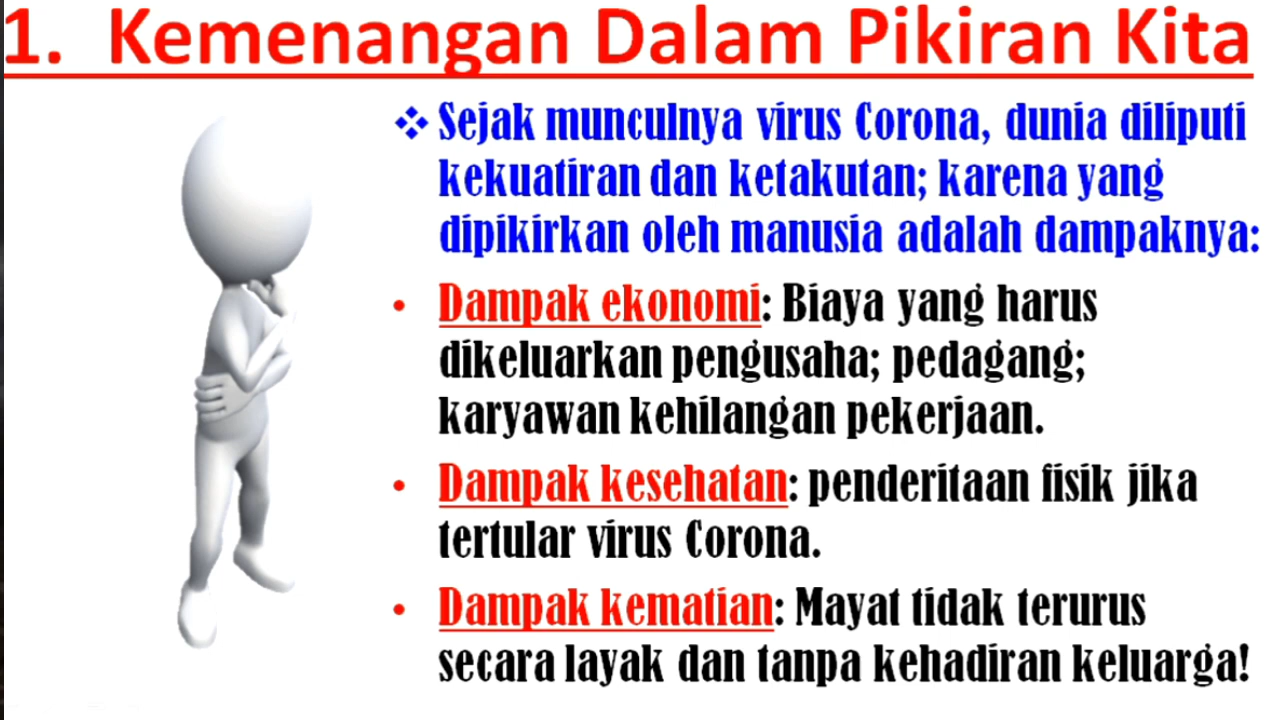 1. Kemenangan Dalam Pikiran Kita
❖ Sejak munculnya virus Corona, dunia diliputi
kekuatiran dan ketakutan; karena yang
dipikirkan oleh manusia adalah dampaknya:
• Dampak ekonomi: Biaya yang harus
dikeluarkan pengusaha; pedagang;
karyawan kehilangan pekerjaan.
• Dampak kesehatan: penderitaan fisik jika
tertular virus Corona.
• Dampak kematian: Mayat tidak terurus
secara layak dan tanpa kehadiran keluarga!